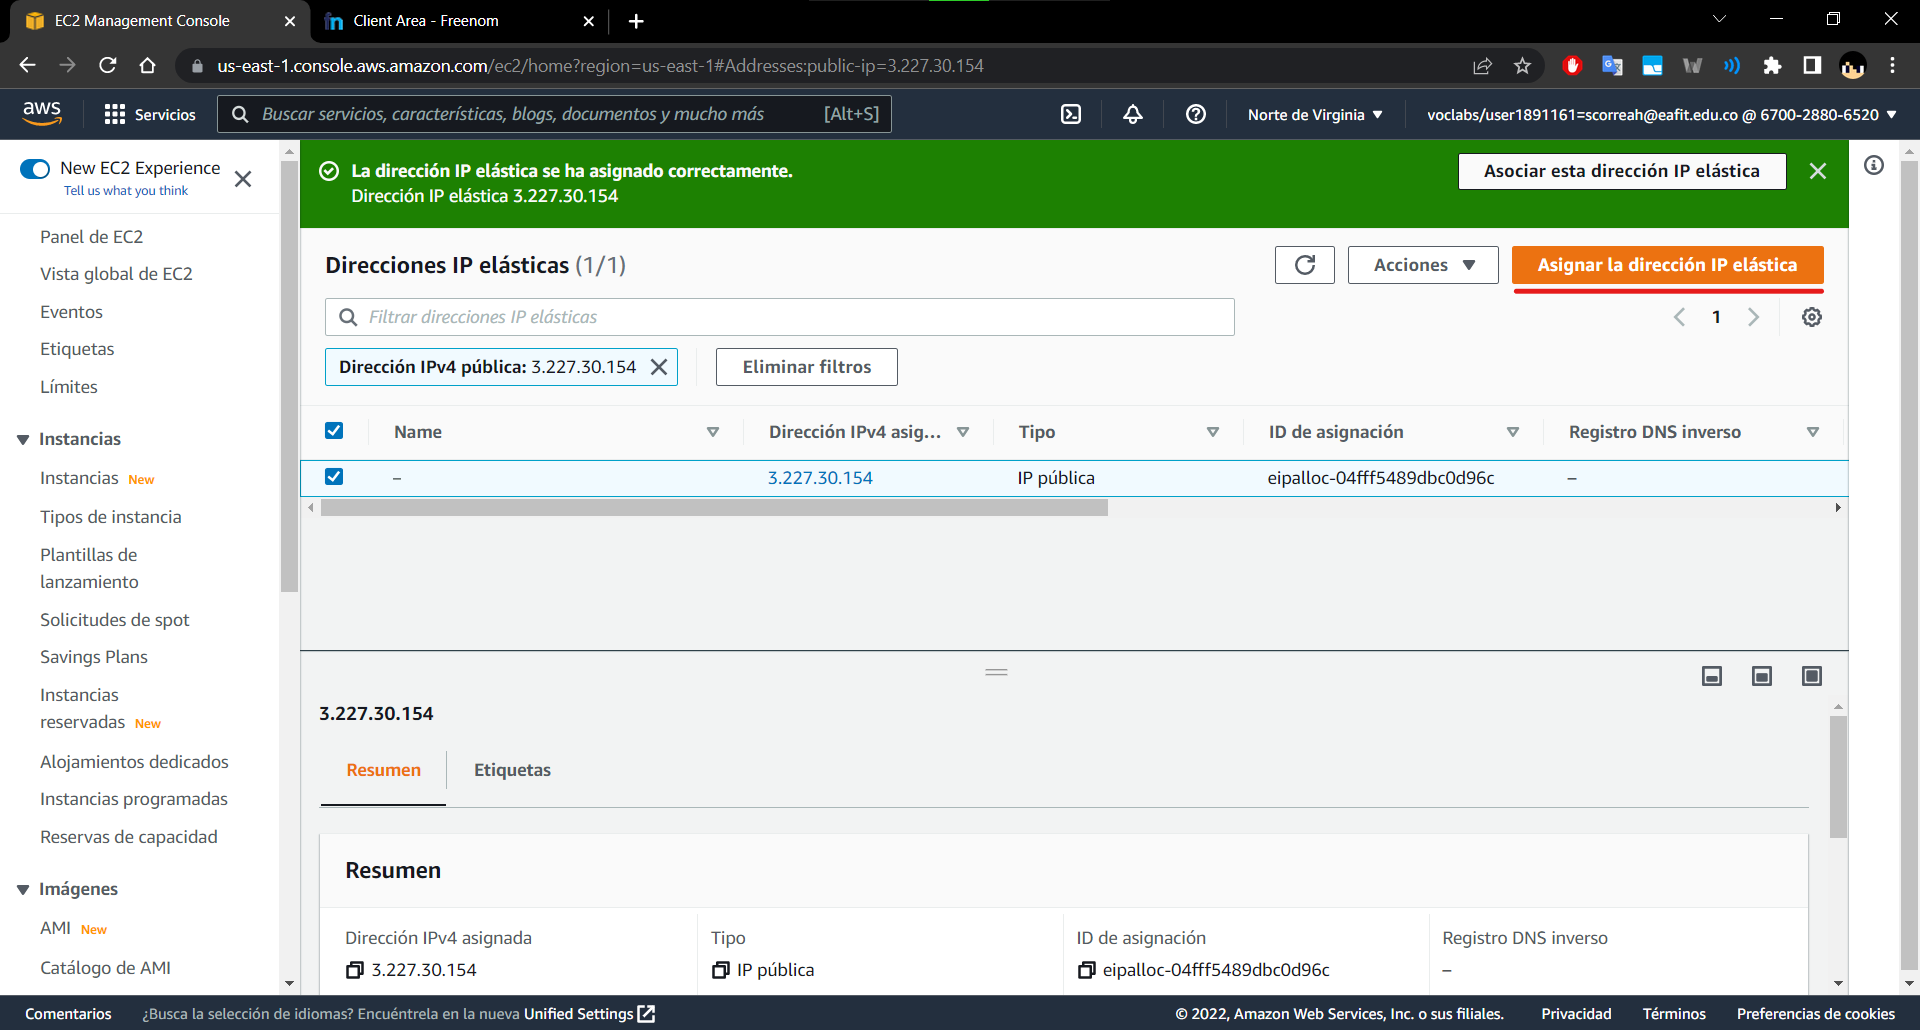 EC2 Management Console
Client Area - Freenom
us-east-1.console.aws.amazon.com/ec2/home?region=us-east-1#Addresses:public-ip=3.227.30.154
aws
Servicios
Buscar servicios, características, blogs, documentos y mucho más
[Alt+S]
Norte de Virginia
voclabs/user1891161=scorreah@eafit.edu.co @ 6700-2880-6520
New EC2 Experience
Tell us what you think
Panel de EC2
Vista global de EC2
Eventos
Etiquetas
Límites
Instancias
Instancias New
Tipos de instancia
Plantillas de
lanzamiento
Solicitudes de spot
Savings Plans
Instancias
reservadas New
Alojamientos dedicados
Instancias programadas
Reservas de capacidad
Imágenes
AMI New
Catálogo de AMI
La dirección IP elástica se ha asignado correctamente.
Dirección IP elástica 3.227.30.154
Asociar esta dirección IP elástica
Direcciones IP elásticas (1/1)
Acciones
Asignar la dirección IP elástica
Filtrar direcciones IP elásticas
1
Dirección IPv4 pública: 3.227.30.154
Eliminar filtros
Name
Dirección IPv4 asig...
Tipo
ID de asignación
Registro DNS inverso
–
3.227.30.154
IP pública
eipalloc-04fff5489dbc0d96c
–
3.227.30.154
Resumen
Etiquetas
Resumen
Dirección IPv4 asignada
3.227.30.154
Tipo
IP pública
ID de asignación
eipalloc-04fff5489dbc0d96c
Registro DNS inverso
–
Comentarios
¿Busca la selección de idiomas? Encuéntrela en la nueva Unified Settings
© 2022, Amazon Web Services, Inc. o sus filiales.
Privacidad
Términos
Preferencias de cookies